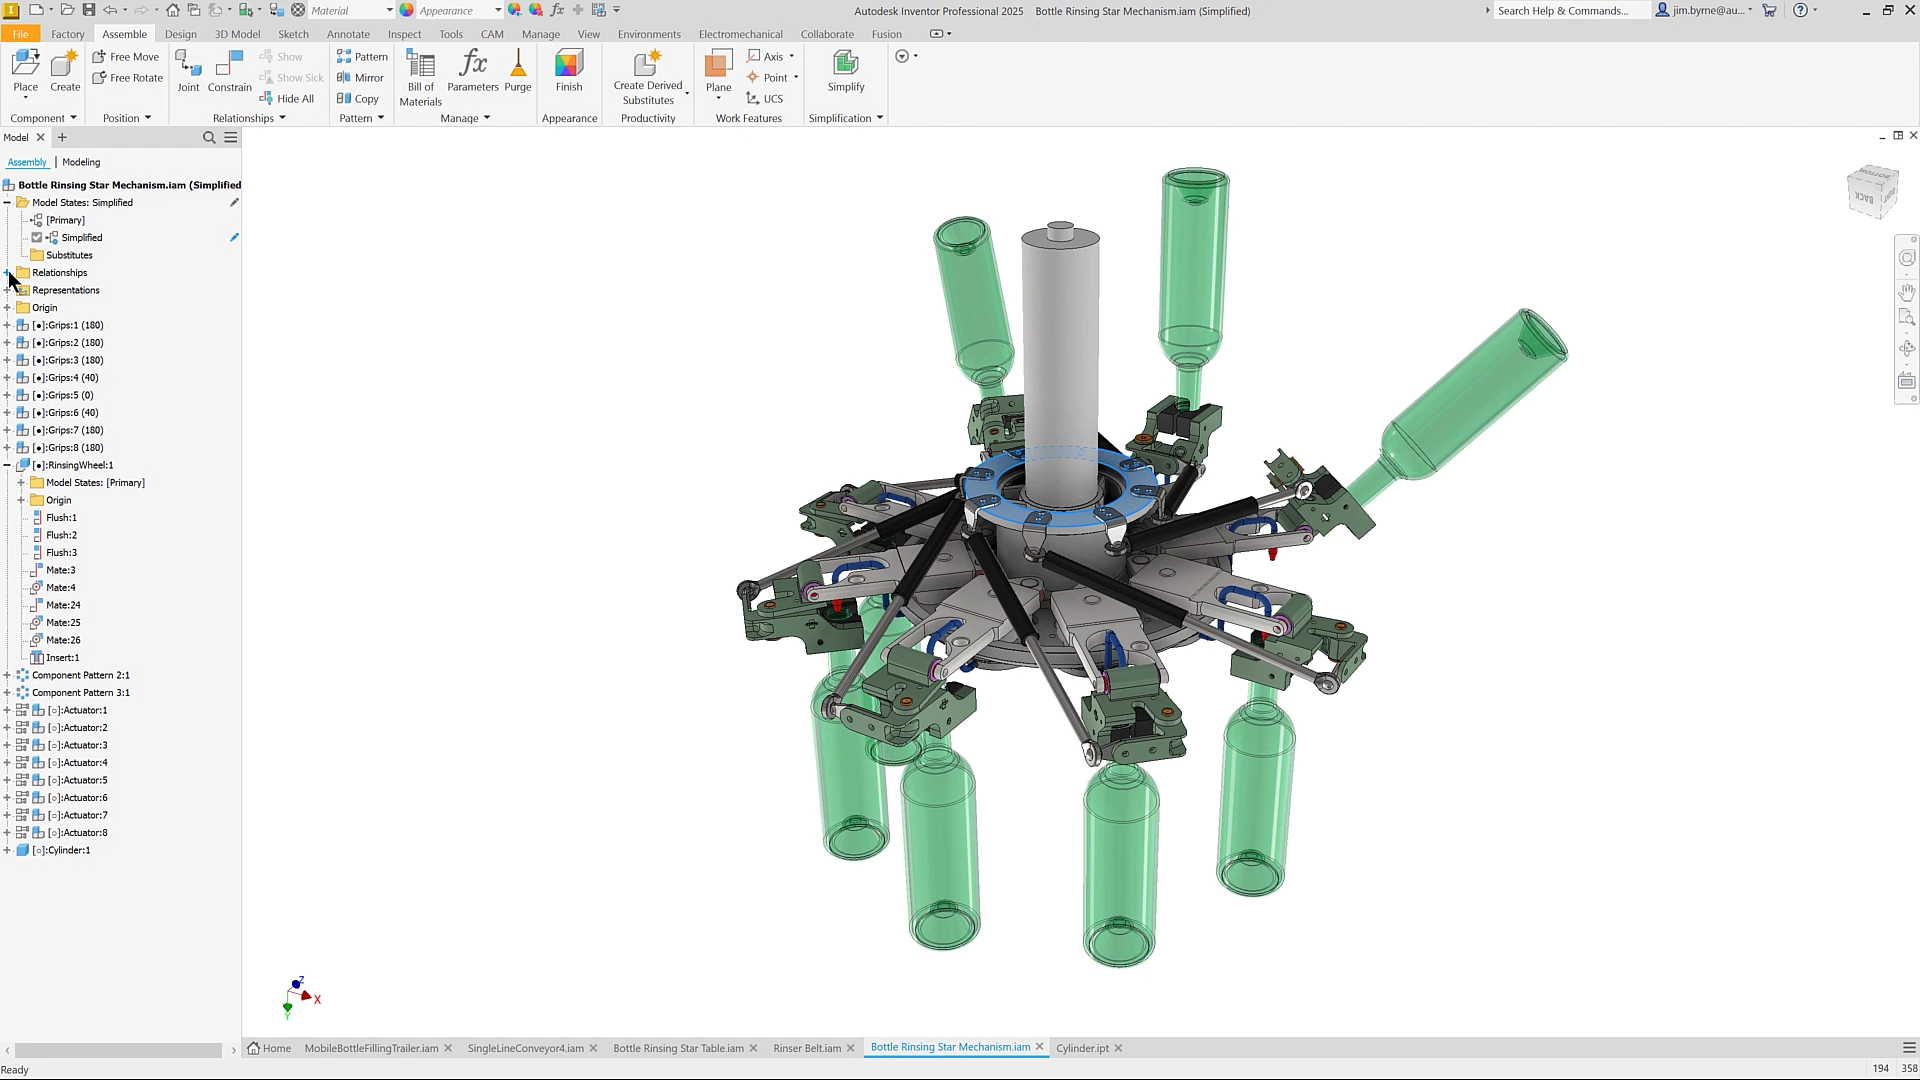 Material
Appearance
fx
Autodesk Inventor Professional 2025 Bottle Rinsing Star Mechanism.iam (Simplified)
Search Help & Commands...
jim.byrne@au...
File Factory Assemble Design 3D Model Sketch Annotate Inspect Tools CAM Manage View Environments Electromechanical Collaborate Fusion
Free Move
Free Rotate
Show
Show Sick
Hide All
Pattern
Mirror
Copy
Axis
Point
UCS
Place
Create
Joint
Constrain
Bill of
Materials
fx
Parameters
Purge
Finish
Create Derived
Substitutes
Plane
Simplify
Component Position Relationships Pattern Manage Appearance Productivity Work Features Simplification
Model
Assembly | Modeling
Bottle Rinsing Star Mechanism.iam (Simplified
Model States: Simplified
[Primary]
Simplified
Substitutes
Relationships
Representations
Origin
[●]:Grips:1 (180)
[●]:Grips:2 (180)
[●]:Grips:3 (180)
[●]:Grips:4 (40)
[●]:Grips:5 (0)
[●]:Grips:6 (40)
[●]:Grips:7 (180)
[●]:Grips:8 (180)
[●]:RinsingWheel:1
Model States: [Primary]
Origin
Flush:1
Flush:2
Flush:3
Mate:3
Mate:4
Mate:24
Mate:25
Mate:26
Insert:1
Component Pattern 2:1
Component Pattern 3:1
[○]:Actuator:1
[○]:Actuator:2
[○]:Actuator:3
[○]:Actuator:4
[○]:Actuator:5
[○]:Actuator:6
[○]:Actuator:7
[○]:Actuator:8
[○]:Cylinder:1
BOTTOM
BACK
Z
X
Y
Home MobileBottleFillingTrailer.iam SingleLineConveyor4.iam Bottle Rinsing Star Table.iam Rinser Belt.iam Bottle Rinsing Star Mechanism.iam Cylinder.ipt
Ready
194 358